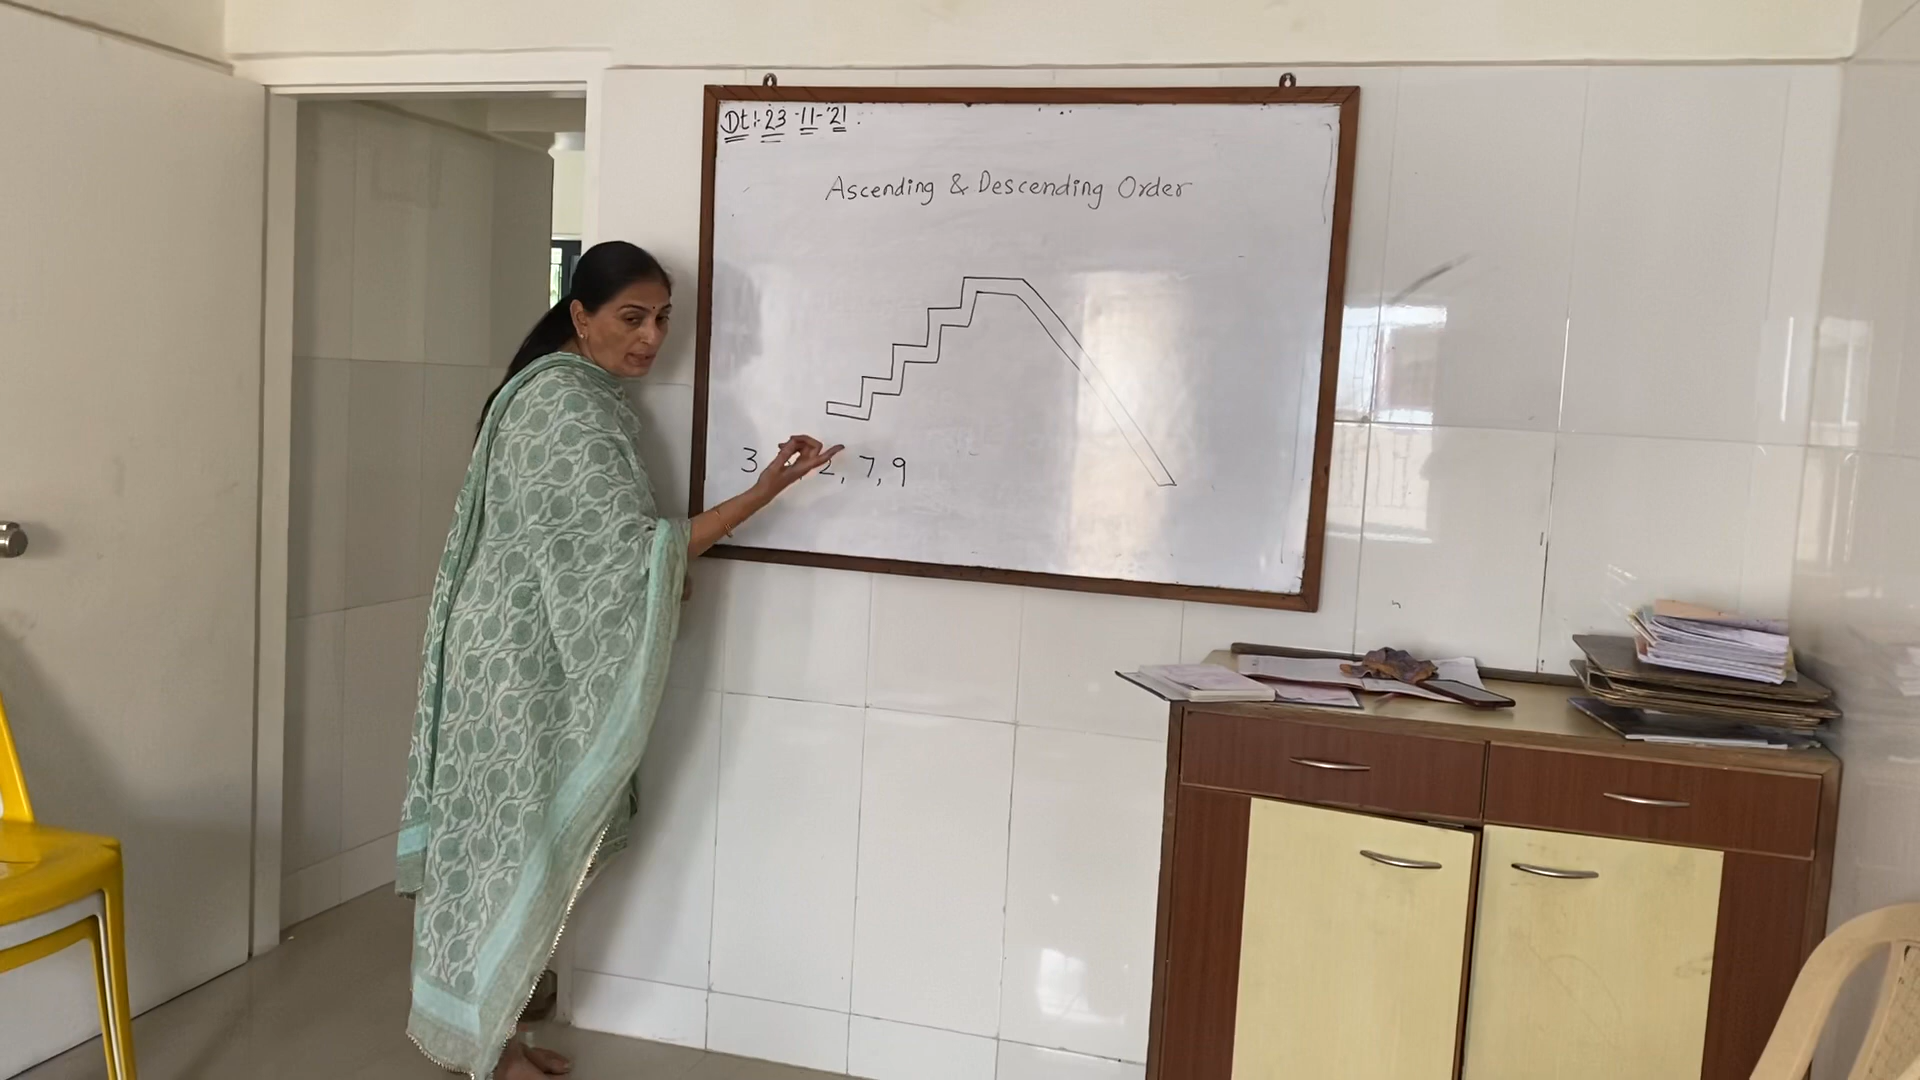 Dt:- 23-11-'21.
Ascending & Descending Order
3 2, 7, 9